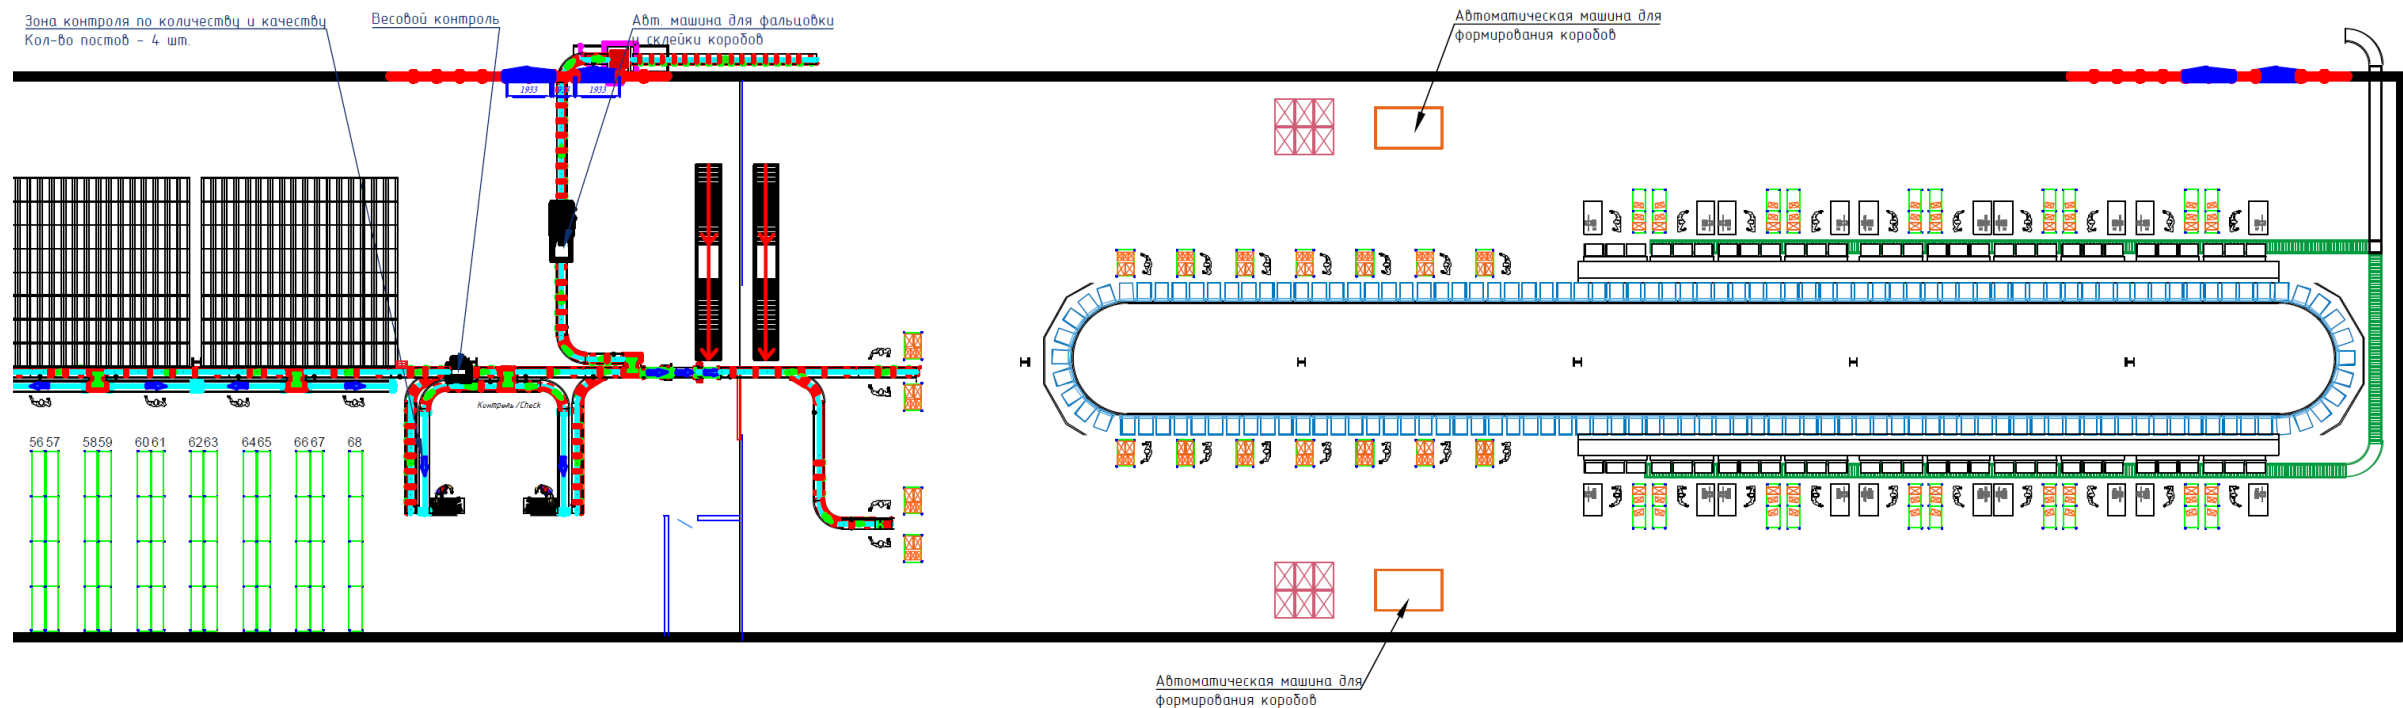 Зона контроля по количеству и качеству
Кол-во постов - 4 шт.
Весовой контроль
Авт. машина для фальцовки
и склейки коробов
Автоматическая машина для
формирования коробов
1933
1933
Контроль/Check
56 57
58 59
60 61
62 63
64 65
66 67
68
Автоматическая машина для
формирования коробов